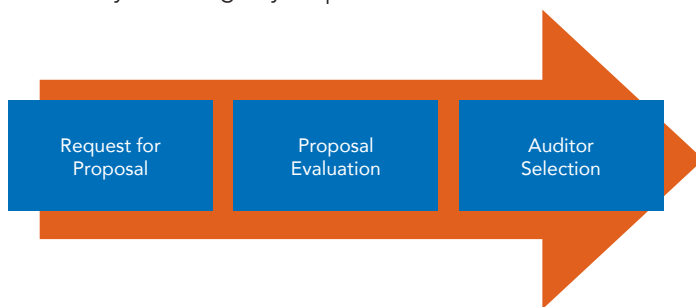 Request for
Proposal
Proposal
Evaluation
Auditor
Selection